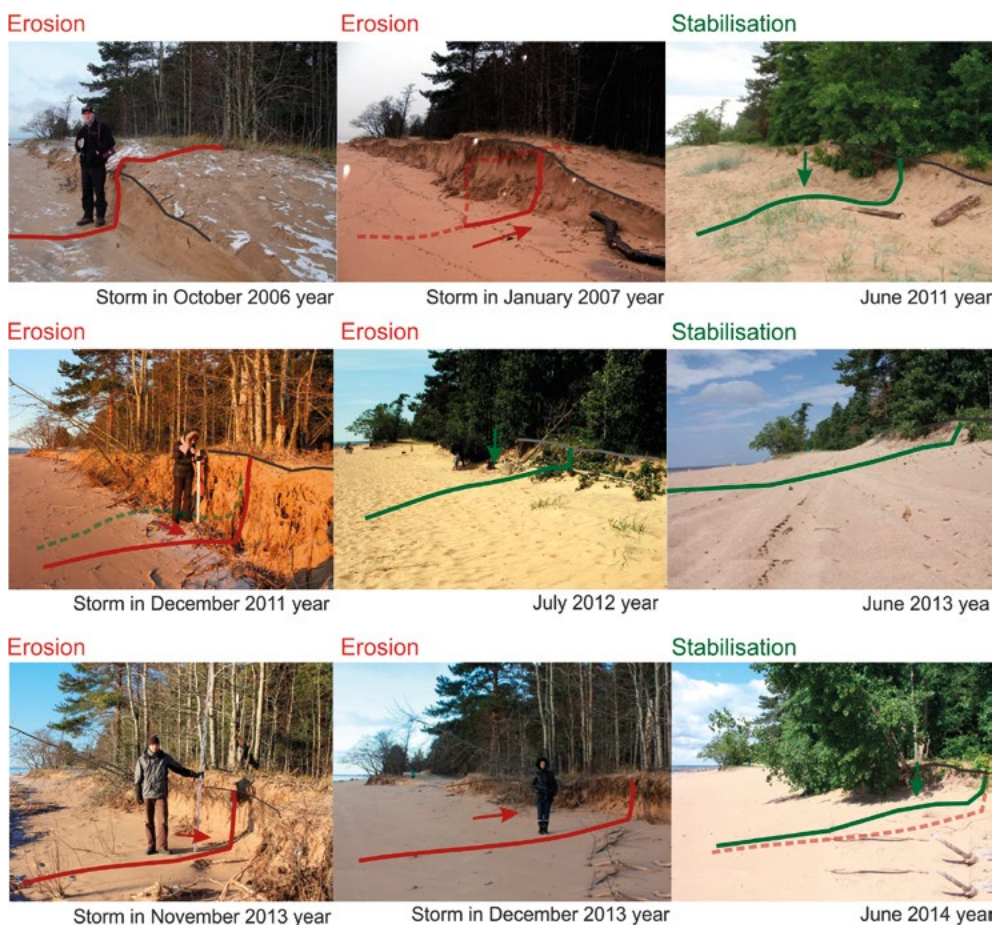 Erosion
Erosion
Stabilisation
Storm in October 2006 year
Storm in January 2007 year
June 2011 year
Erosion
Erosion
Stabilisation
Storm in December 2011 year
July 2012 year
June 2013 yea
Erosion
Erosion
Stabilisation
Storm in November 2013 year
Storm in December 2013 year
June 2014 year